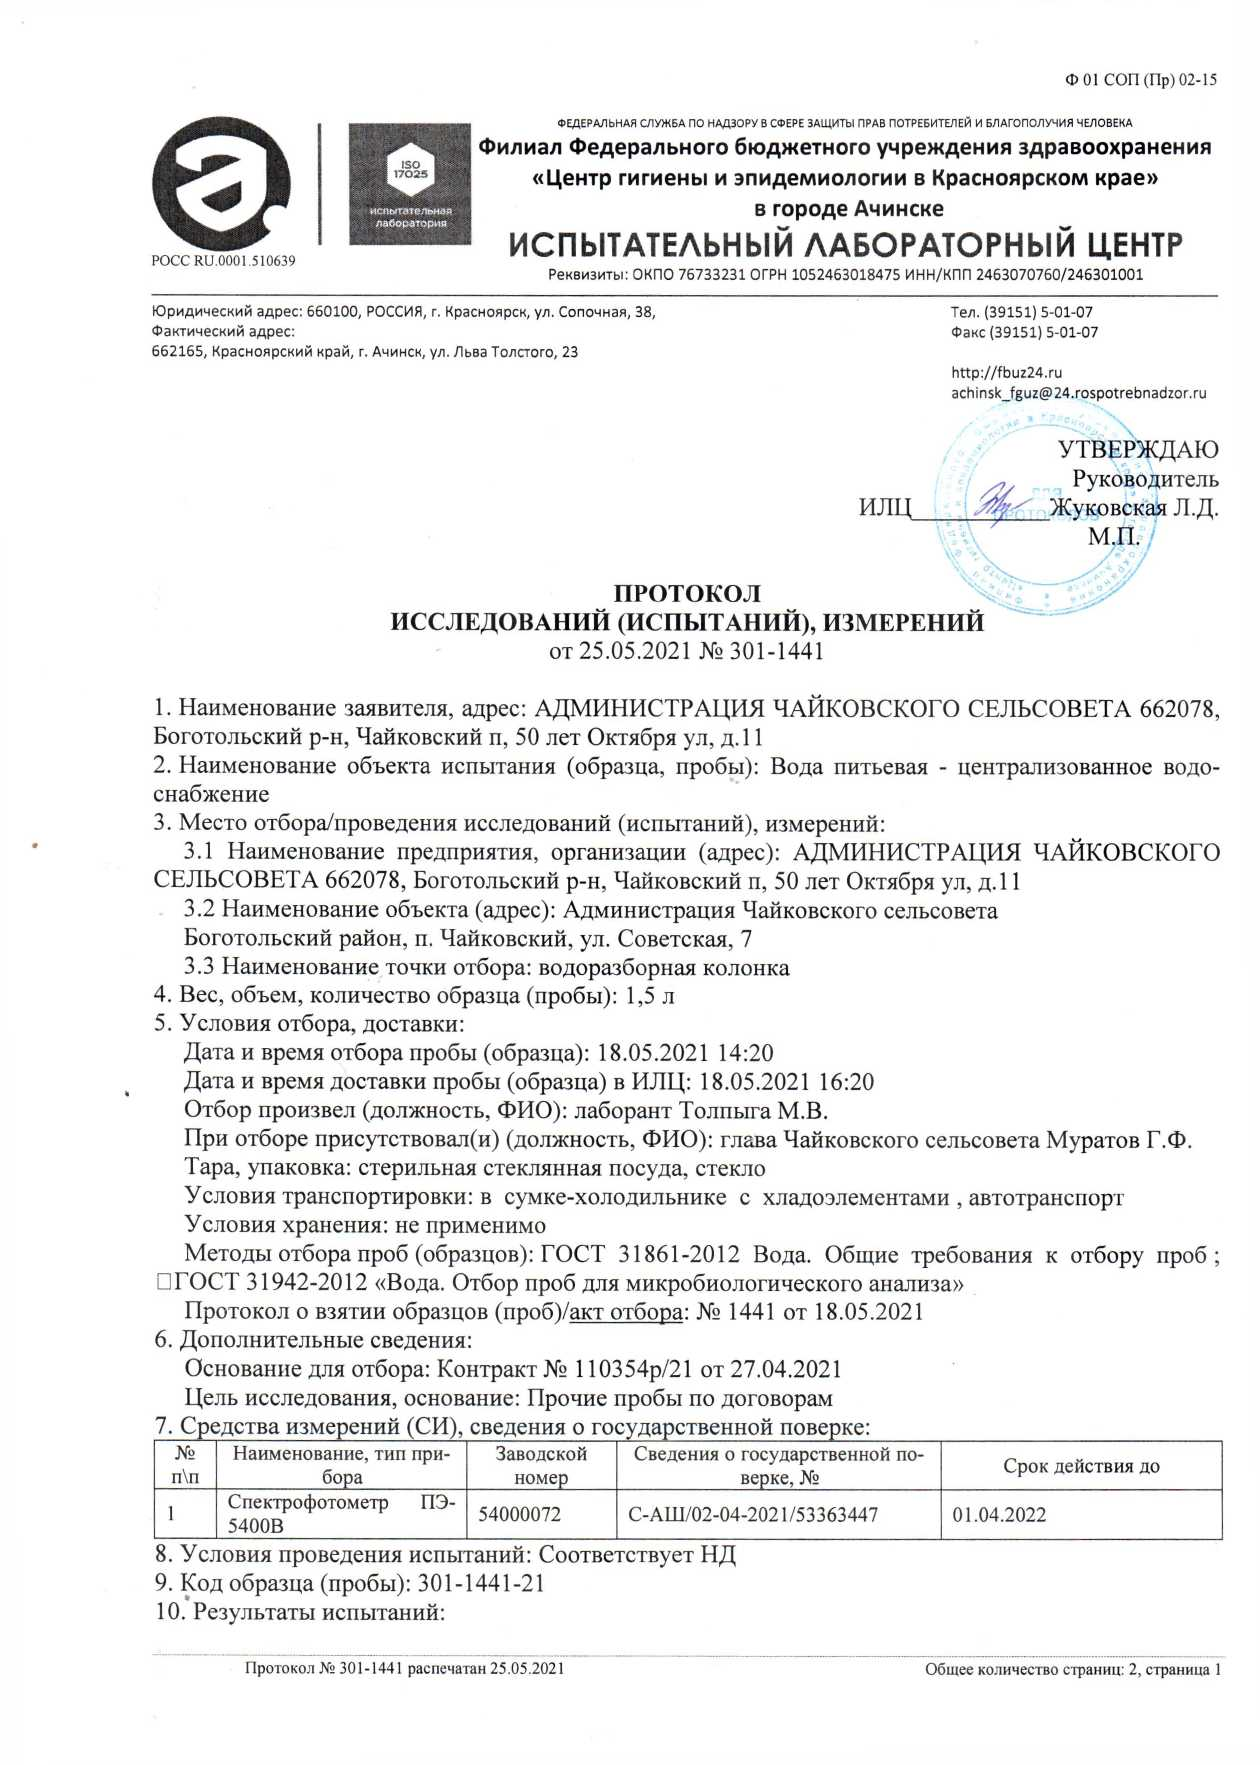 Ф 01 СОП (Пр) 02-15
ФЕДЕРАЛЬНАЯ СЛУЖБА ПО НАДЗОРУ В СФЕРЕ ЗАЩИТЫ ПРАВ ПОТРЕБИТЕЛЕЙ И БЛАГОПОЛУЧИЯ ЧЕЛОВЕКА
Филиал Федерального бюджетного учреждения здравоохранения
«Центр гигиены и эпидемиологии в Красноярском крае»
в городе Ачинске
ИСПЫТАТЕЛЬНЫЙ ЛАБОРАТОРНЫЙ ЦЕНТР
Реквизиты: ОКПО 76733231 ОГРН 1052463018475 ИНН/КПП 2463070760/246301001
ISO
17025
испытательная
лаборатория
РОСС RU.0001.510639
Юридический адрес: 660100, РОССИЯ, г. Красноярск, ул. Сопочная, 38,
Фактический адрес:
662165, Красноярский край, г. Ачинск, ул. Льва Толстого, 23
Тел. (39151) 5-01-07
Факс (39151) 5-01-07
http://fbuz24.ru
achinsk_fguz@24.rospotrebnadzor.ru
УТВЕРЖДАЮ
Руководитель
ИЛЦ___________Жуковская Л.Д.
М.П.
ДЛЯ
ПРОТОКОЛОВ
ПРОТОКОЛ
ИССЛЕДОВАНИЙ (ИСПЫТАНИЙ), ИЗМЕРЕНИЙ
от 25.05.2021 № 301-1441
1. Наименование заявителя, адрес: АДМИНИСТРАЦИЯ ЧАЙКОВСКОГО СЕЛЬСОВЕТА 662078,
Боготольский р-н, Чайковский п, 50 лет Октября ул, д.11
2. Наименование объекта испытания (образца, пробы): Вода питьевая - централизованное водо-
снабжение
3. Место отбора/проведения исследований (испытаний), измерений:
3.1 Наименование предприятия, организации (адрес): АДМИНИСТРАЦИЯ ЧАЙКОВСКОГО
СЕЛЬСОВЕТА 662078, Боготольский р-н, Чайковский п, 50 лет Октября ул, д.11
3.2 Наименование объекта (адрес): Администрация Чайковского сельсовета
Боготольский район, п. Чайковский, ул. Советская, 7
3.3 Наименование точки отбора: водоразборная колонка
4. Вес, объем, количество образца (пробы): 1,5 л
5. Условия отбора, доставки:
Дата и время отбора пробы (образца): 18.05.2021 14:20
Дата и время доставки пробы (образца) в ИЛЦ: 18.05.2021 16:20
Отбор произвел (должность, ФИО): лаборант Толпыга М.В.
При отборе присутствовал(и) (должность, ФИО): глава Чайковского сельсовета Муратов Г.Ф.
Тара, упаковка: стерильная стеклянная посуда, стекло
Условия транспортировки: в сумке-холодильнике с хладоэлементами , автотранспорт
Условия хранения: не применимо
Методы отбора проб (образцов): ГОСТ 31861-2012 Вода. Общие требования к отбору проб ;
□ГОСТ 31942-2012 «Вода. Отбор проб для микробиологического анализа»
Протокол о взятии образцов (проб)/акт отбора: № 1441 от 18.05.2021
6. Дополнительные сведения:
Основание для отбора: Контракт № 110354р/21 от 27.04.2021
Цель исследования, основание: Прочие пробы по договорам
7. Средства измерений (СИ), сведения о государственной поверке:
№ Наименование, тип при- Заводской Сведения о государственной по- Срок действия до
п\п бора номер верке, №
1 Спектрофотометр ПЭ- 54000072 С-АШ/02-04-2021/53363447 01.04.2022
5400В
8. Условия проведения испытаний: Соответствует НД
9. Код образца (пробы): 301-1441-21
10. Результаты испытаний:
Протокол № 301-1441 распечатан 25.05.2021 Общее количество страниц: 2, страница 1